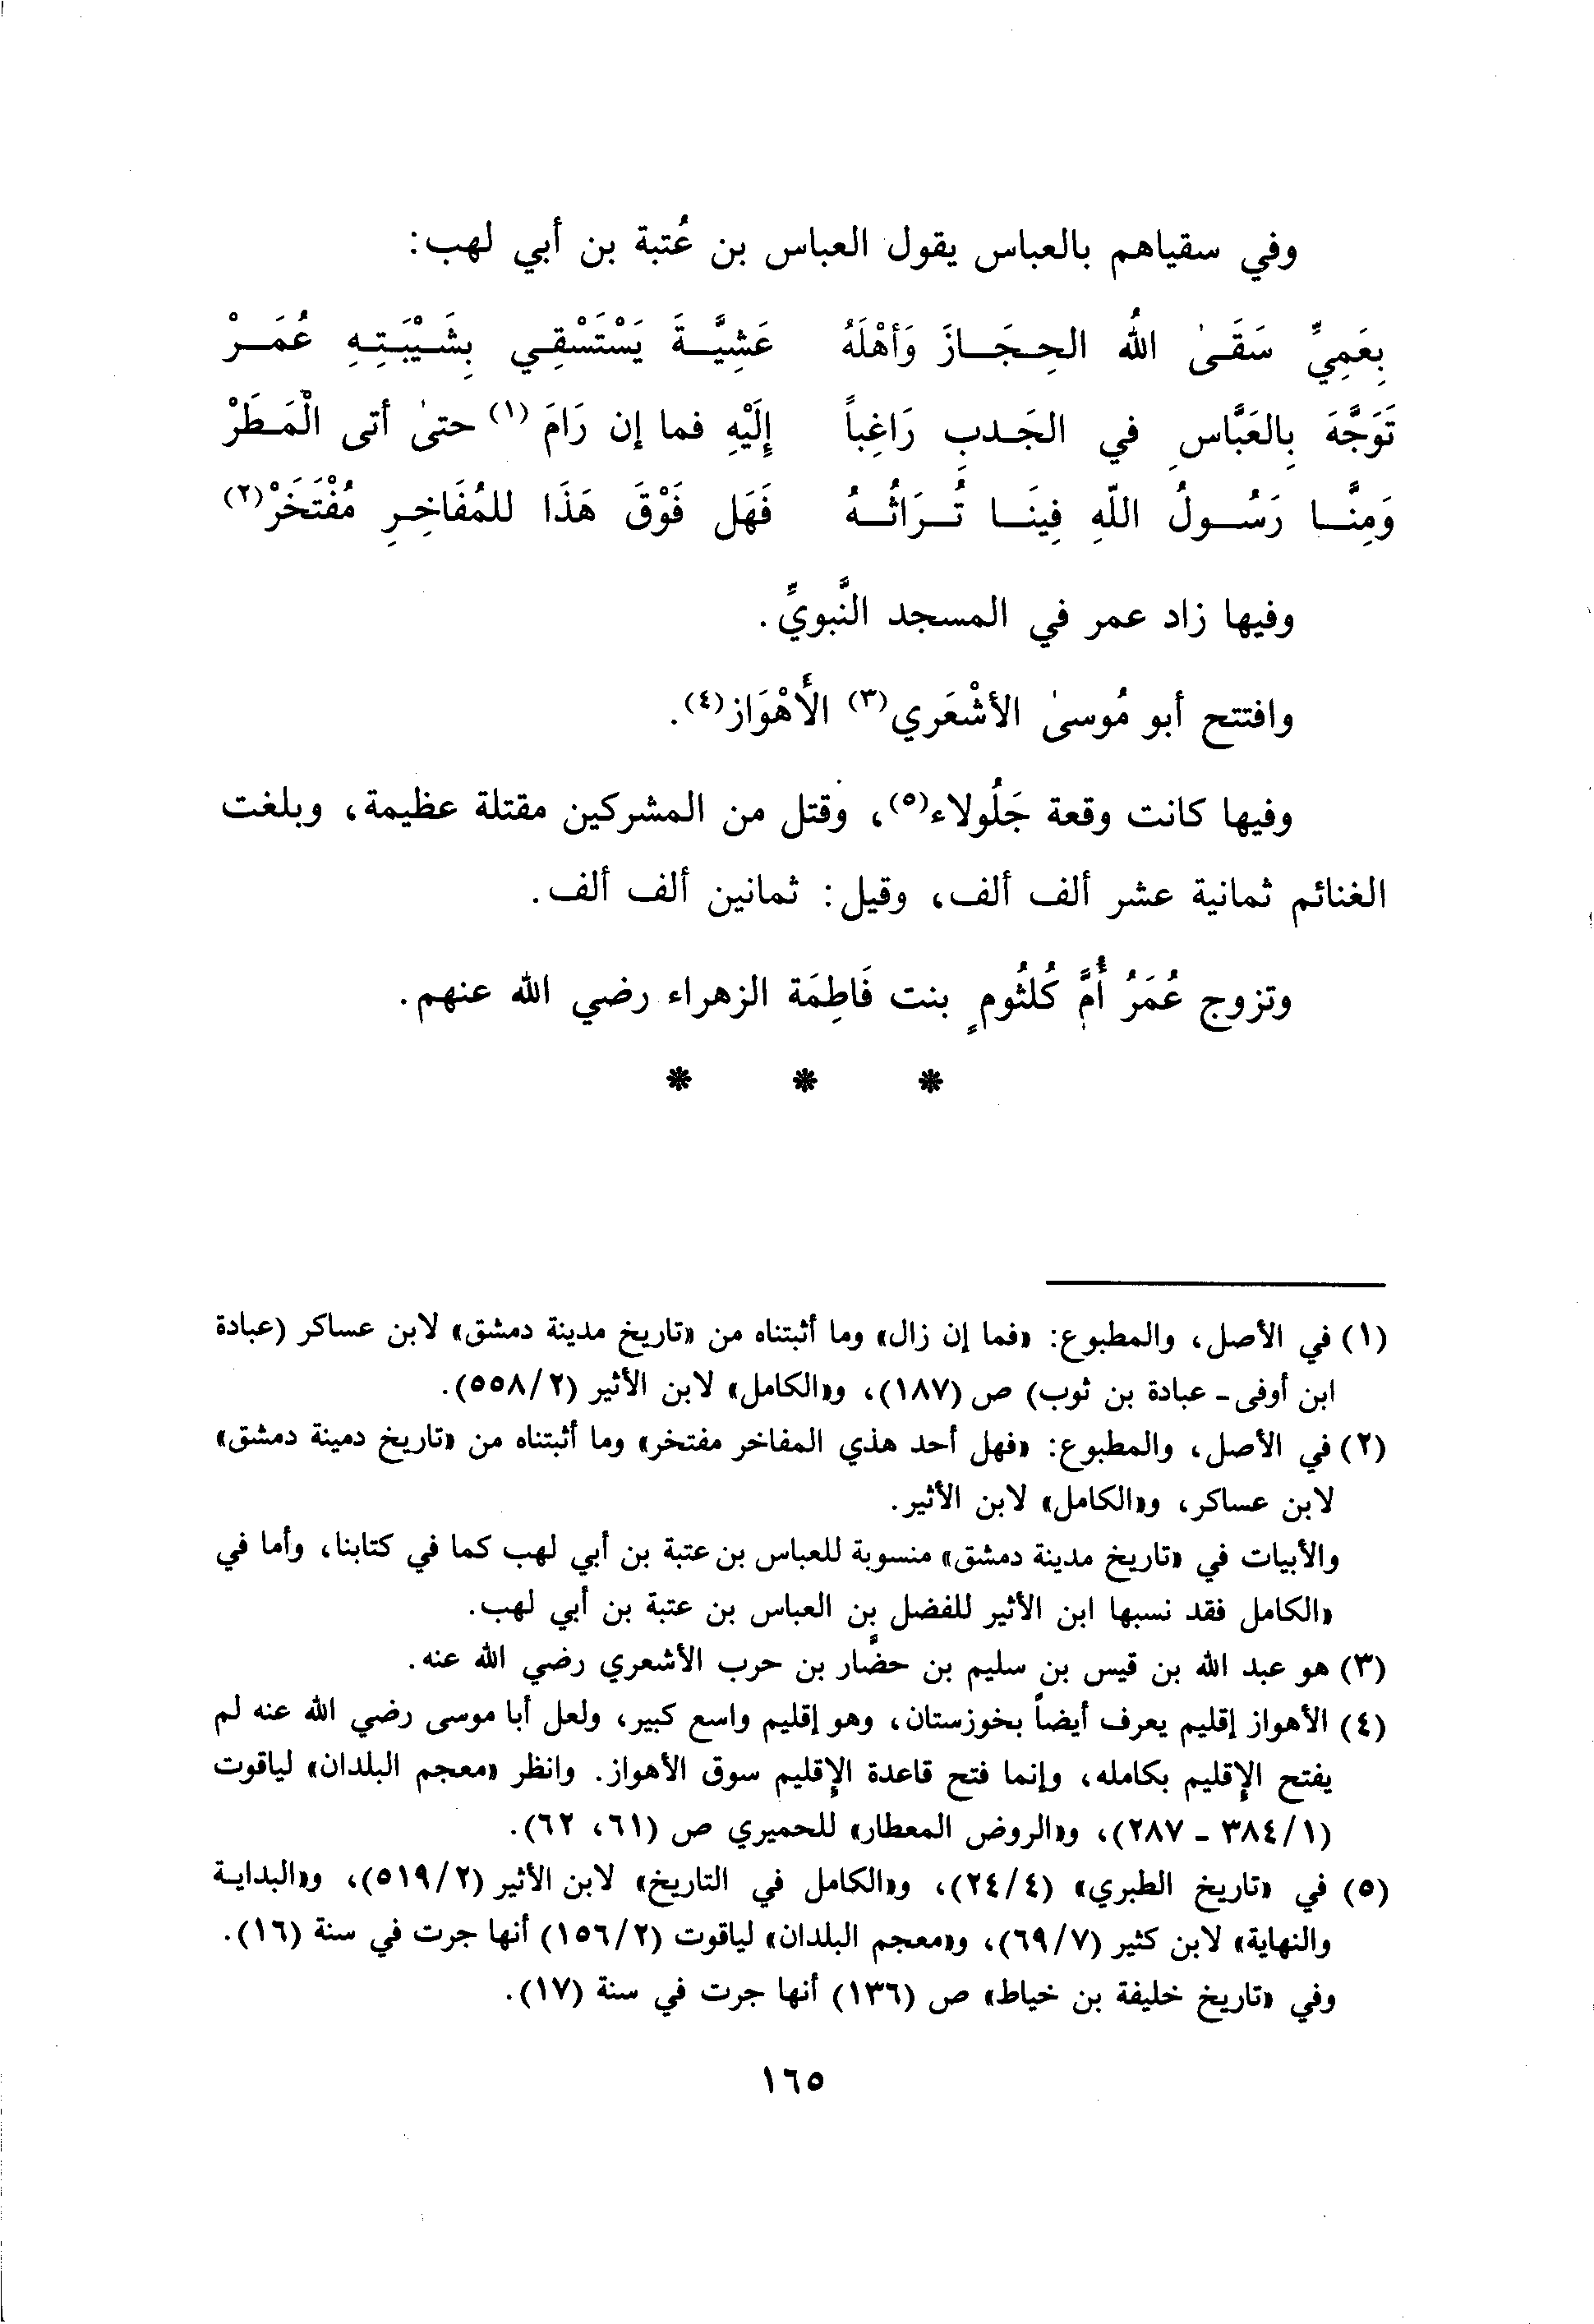 وفي سقياهم بالعباس يقول العباس بن عُتبة بن أبي لهب:
بِعَمِيِّ سَقَىٰ اللهُ الحِجَازَ وَأهْلَهُ عَشِيَّةَ يَسْتَسْقِي بِشَيْبَتِهِ عُمَرْ
تَوَجَّهَ بِالعَبَّاسِ في الجَدبِ رَاغِباً إِلَيْهِ فما إن رَامَ (١) حتىٰ أتى الْمَطَرْ
وَمِنَّا رَسُولُ اللّهِ فِينَا تُرَاثُهُ فَهَل فَوْقَ هَذَا للمُفَاخِرِ مُفْتَخَرْ(٢)
وفيها زاد عمر في المسجد النَّبويِّ.
وافتتح أبو مُوسىٰ الأشْعَري(٣) الأَهْوَاز(٤).
وفيها كانت وقعة جَلُولاء(٥)، وقتل من المشركين مقتلة عظيمة، وبلغت
الغنائم ثمانية عشر ألف ألف، وقيل: ثمانين ألف ألف.
وتزوج عُمَرُ أُمَّ كُلثُومٍ بنت فَاطِمَة الزهراء رضي الله عنهم.
* * *
(١) في الأصل، والمطبوع: «فما إن زال» وما أثبتناه من «تاريخ مدينة دمشق» لابن عساكر (عبادة
ابن أوفى - عبادة بن ثوب) ص (١٨٧)، و«الكامل» لابن الأثير (٥٥٨/٢).
(٢) في الأصل، والمطبوع: «فهل أحد هذي المفاخر مفتخر» وما أثبتناه من «تاريخ دمينة دمشق»
لابن عساكر، و«الكامل» لابن الأثير.
والأبيات في «تاريخ مدينة دمشق» منسوبة للعباس بن عتبة بن أبي لهب كما في كتابنا، وأما في
«الكامل فقد نسبها ابن الأثير للفضل بن العباس بن عتبة بن أبي لهب.
(٣) هو عبد الله بن قيس بن سليم بن حضَّار بن حرب الأشعري رضي الله عنه.
(٤) الأهواز إقليم يعرف أيضاً بخوزستان، وهو إقليم واسع كبير، ولعل أبا موسى رضي الله عنه لم
يفتح الإقليم بكامله، وإنما فتح قاعدة الإقليم سوق الأهواز. وانظر «معجم البلدان» لياقوت
(٣٨٤/١ - ٢٨٧)، و«الروض المعطار» للحميري ص (٦١، ٦٢).
(٥) في «تاريخ الطبري» (٢٤/٤)، و«الكامل في التاريخ» لابن الأثير (٥١٩/٢)، و«البداية
والنهاية» لابن كثير (٦٩/٧)، و«معجم البلدان» لياقوت (١٥٦/٢) أنها جرت في سنة (١٦).
وفي «تاريخ خليفة بن خياط» ص (١٣٦) أنها جرت في سنة (١٧).
١٦٥